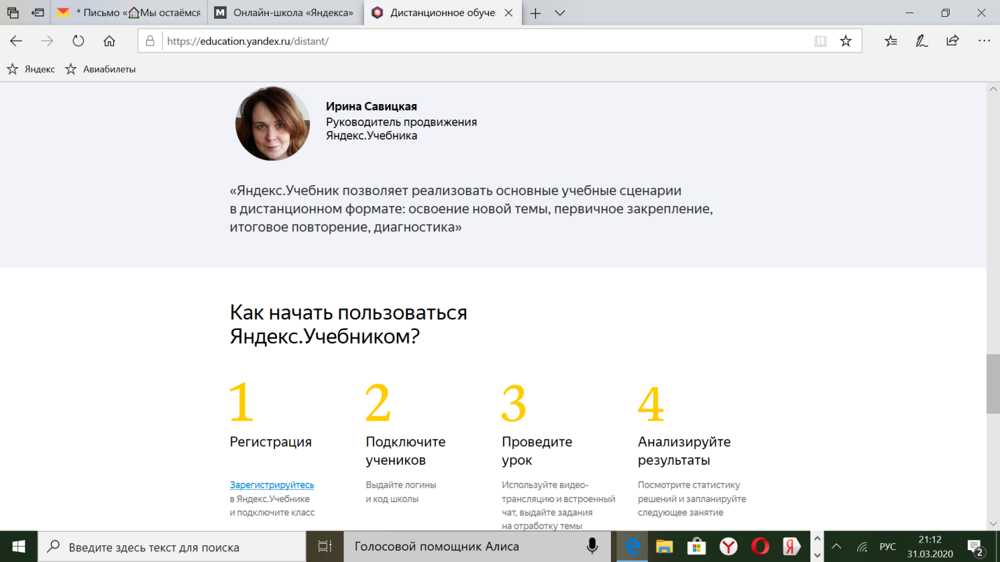 * Письмо «🏠Мы остаёмся
Онлайн-школа «Яндекса»
Дистанционное обуче
https://education.yandex.ru/distant/
Яндекс
Авиабилеты
Ирина Савицкая
Руководитель продвижения
Яндекс.Учебника
«Яндекс.Учебник позволяет реализовать основные учебные сценарии
в дистанционном формате: освоение новой темы, первичное закрепление,
итоговое повторение, диагностика»
Как начать пользоваться
Яндекс.Учебником?
1
Регистрация
Зарегистрируйтесь
в Яндекс.Учебнике
и подключите класс
2
Подключите
учеников
Выдайте логины
и код школы
3
Проведите
урок
Используйте видео-
трансляцию и встроенный
чат, выдайте задания
на отработку темы
4
Анализируйте
результаты
Посмотрите статистику
решений и запланируйте
следующее занятие
Введите здесь текст для поиска
Голосовой помощник Алиса
РУС
21:12
31.03.2020
2